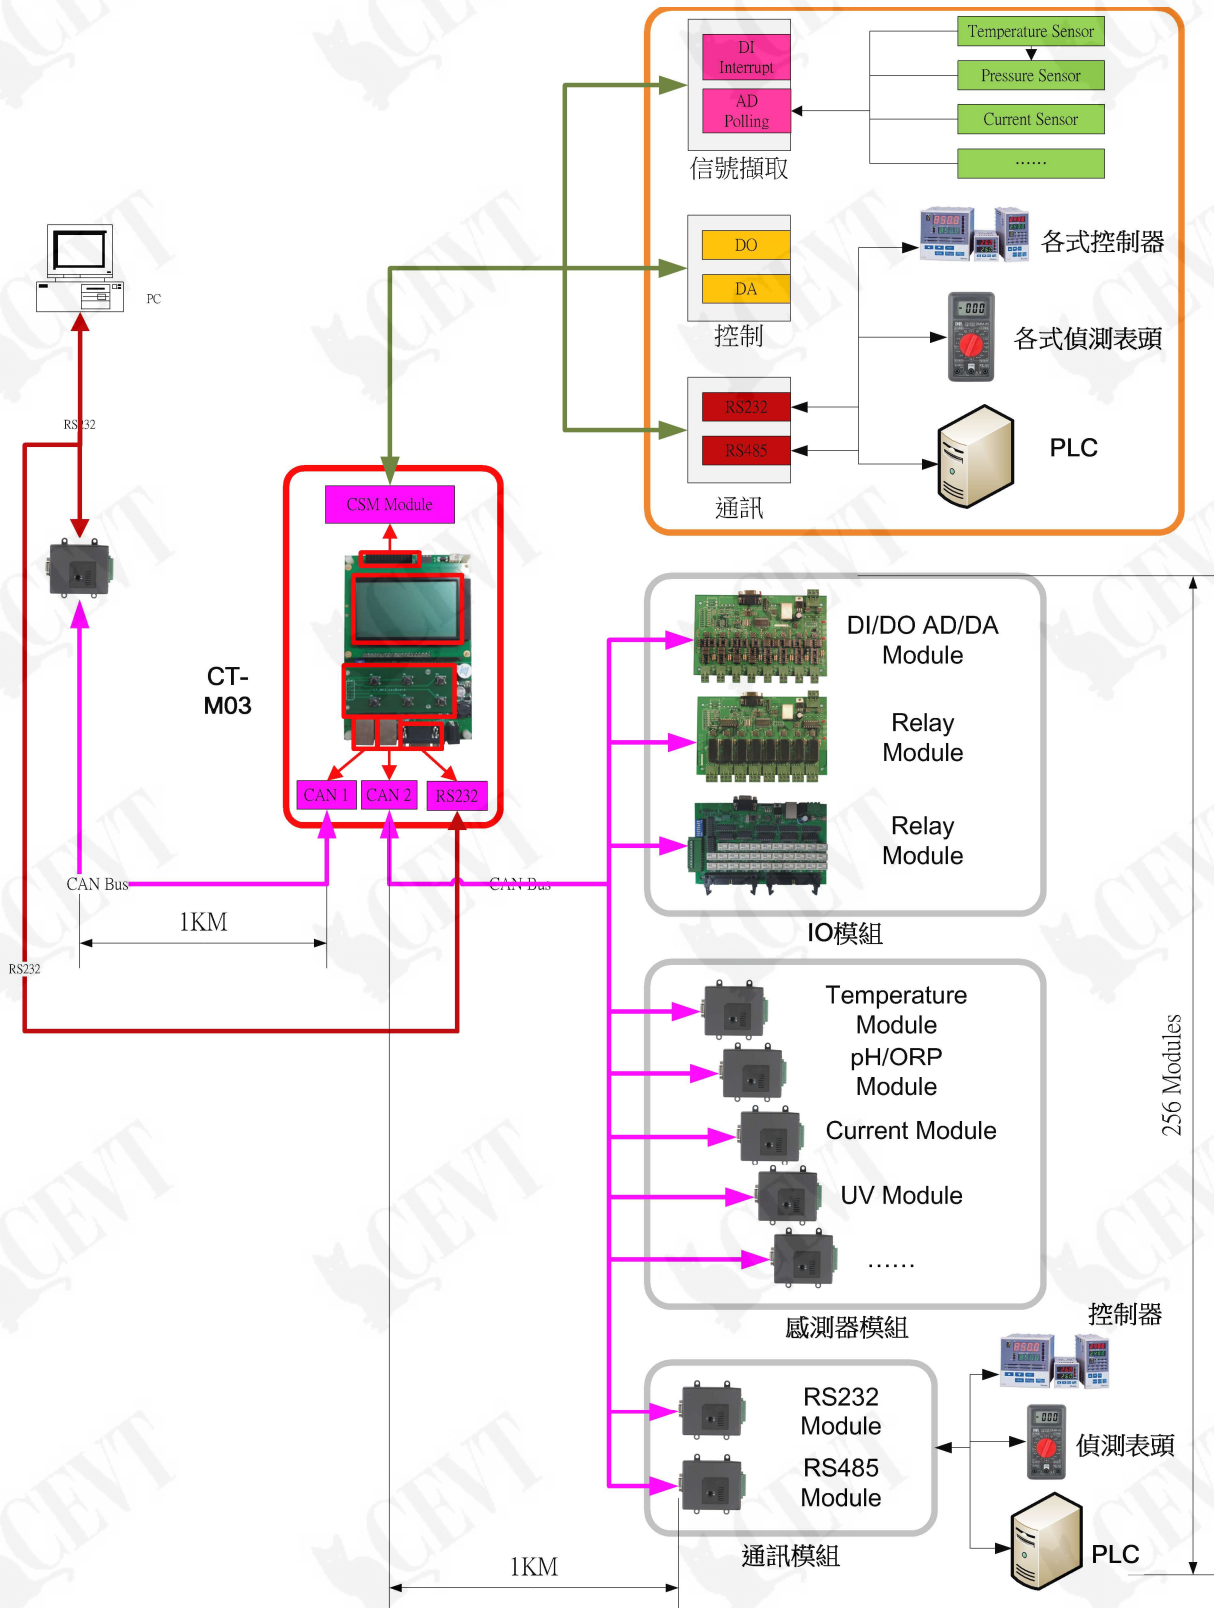 DI
Interrupt
AD
Polling
信號擷取
Temperature Sensor
Pressure Sensor
Current Sensor
......
DO
DA
控制
各式控制器
各式偵測表頭
RS232
RS485
通訊
PLC
PC
RS232
CSM Module
CT-
M03
CAN 1
CAN 2
RS232
CAN Bus
1KM
RS232
CAN Bus
DI/DO AD/DA
Module
Relay
Module
Relay
Module
IO模組
Temperature
Module
pH/ORP
Module
Current Module
UV Module
......
感測器模組
256 Modules
RS232
Module
RS485
Module
通訊模組
控制器
偵測表頭
PLC
1KM
CEVT